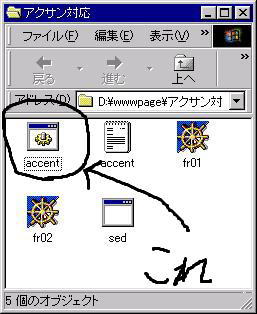 アクサン対応
ファイル(F) 編集(E) 表示(V) »
戻る 進む 上へ »
アドレス(D) D:¥wwwpage¥アクサン対
accent accent fr01
fr02 sed
これ
5 個のオブジェクト